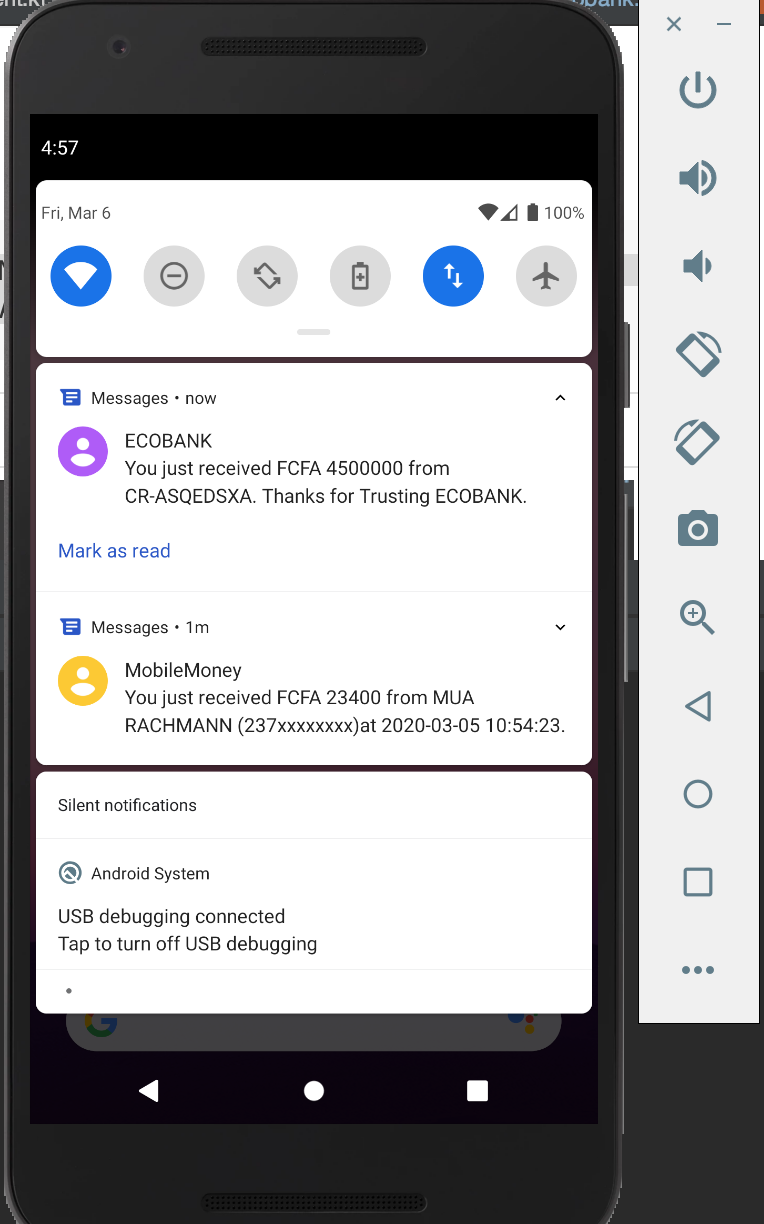 4:57
Fri, Mar 6
100%
Messages • now
ECOBANK
You just received FCFA 4500000 from
CR-ASQEDSXA. Thanks for Trusting ECOBANK.
Mark as read
Messages • 1m
MobileMoney
You just received FCFA 23400 from MUA
RACHMANN (237xxxxxxxx)at 2020-03-05 10:54:23.
Silent notifications
Android System
USB debugging connected
Tap to turn off USB debugging